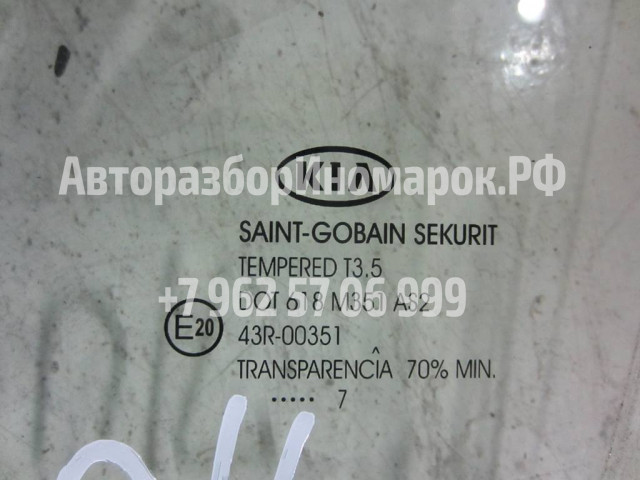 KIA
АвторазборИномарок.РФ
SAINT-GOBAIN SEKURIT
TEMPERED T3.5
+7 962 57 06 999
DOT 618 M351 AS2
E20
43R-00351
TRANSPARENCIA 70% MIN.
..... 7